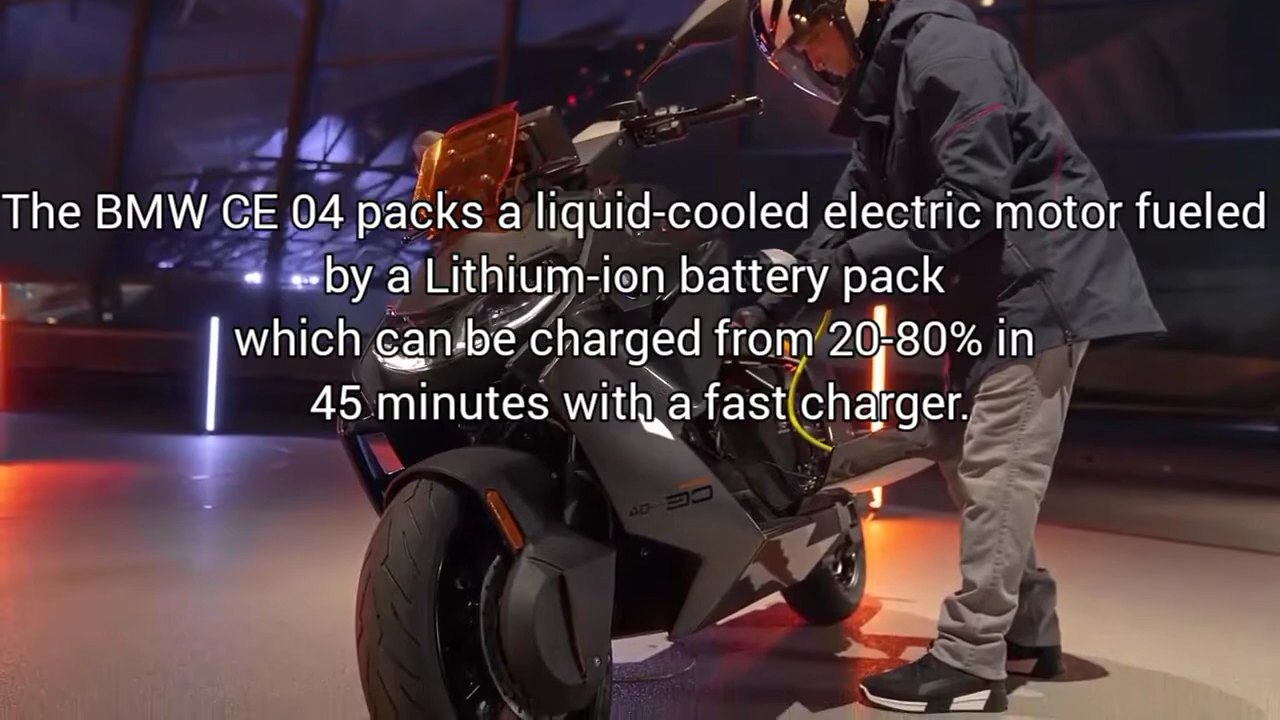 The BMW CE 04 packs a liquid-cooled electric motor fueled
by a Lithium-ion battery pack
which can be charged from 20-80% in
45 minutes with a fast charger.